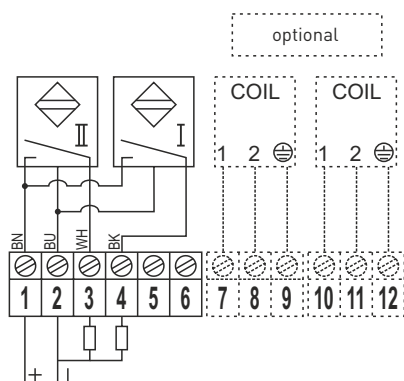 optional
COIL COIL
II I
1 2 1 2
BN BU WH BK
1 2 3 4 5 6 7 8 9 10 11 12
+ −